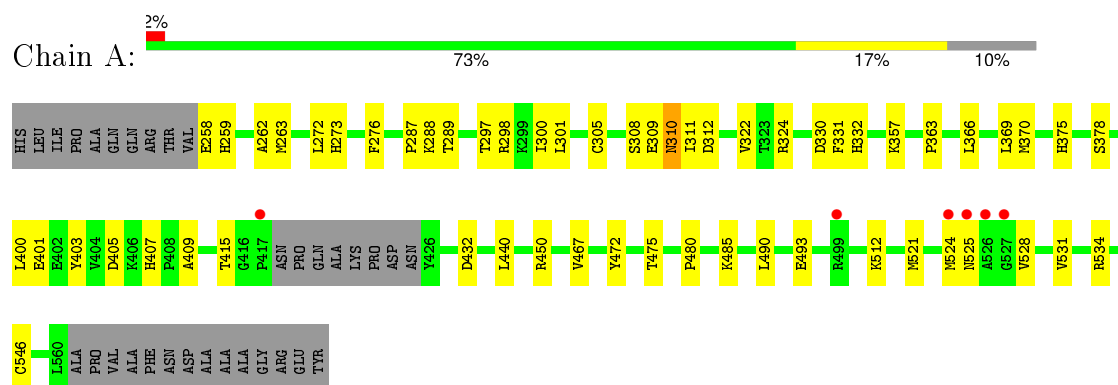 2%
Chain A:
73% 17% 10%
HIS LEU ILE PRO ALA GLN GLN ARG THR VAL E258 H259 A262 M263 L272 H273 F276 P287 K288 T289 T297 R298 K299 I300 L301 C305 S308 E309 N310 I311 D312 V322 T323 R324 D330 F331 H332 K357 P363 L366 L369 M370 H375 S378
L400 E401 E402 Y403 V404 D405 K406 H407 P408 A409 T415 G416 P417 ASN PRO GLN ALA LYS PRO ASP ASN Y426 D432 L440 R450 V467 Y472 T475 P480 K485 L490 E493 R499 K512 M521 M524 N525 A526 G527 V528 V531 R534
C546 L560 ALA PRO VAL ALA PHE ASN ASP ALA ALA ALA GLY ARG GLU TYR